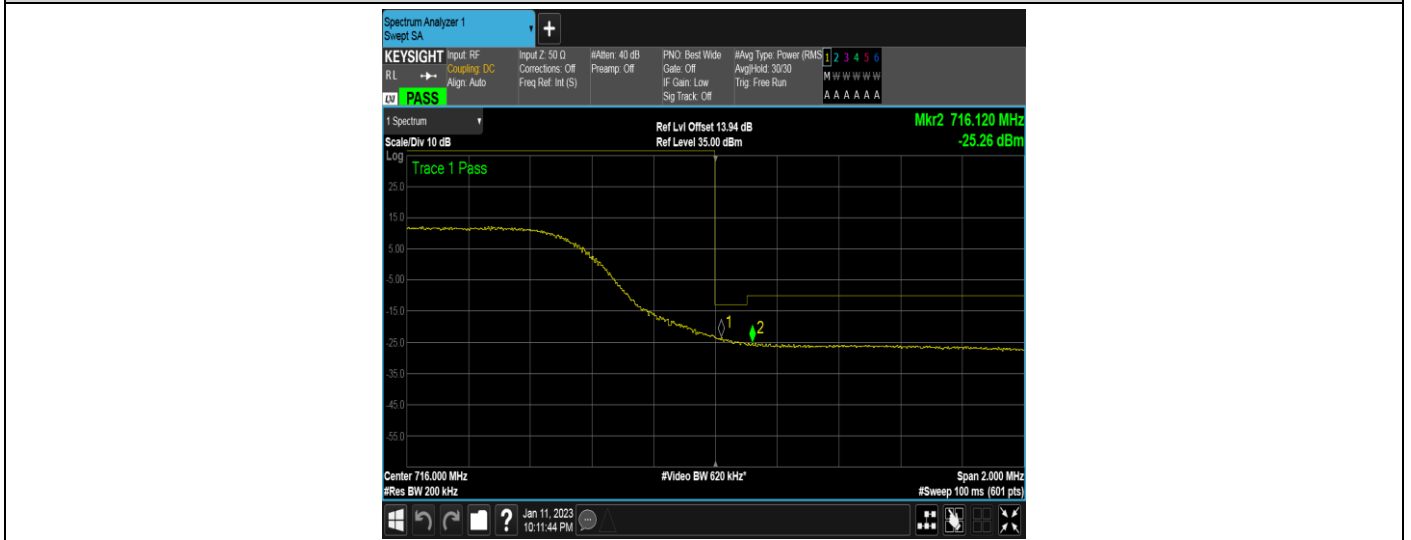 Spectrum Analyzer 1
Swept SA
+
KEYSIGHT
RL
Input: RF
Coupling: DC
Align: Auto
Input Z: 50 Ω
Corrections: Off
Freq Ref: Int (S)
#Atten: 40 dB
Preamp: Off
PNO: Best Wide
Gate: Off
IF Gain: Low
Sig Track: Off
#Avg Type: Power (RMS
Avg|Hold: 30/30
Trig: Free Run
1 2 3 4 5 6
M W W W W W
A A A A A A
LXI PASS
1 Spectrum
Scale/Div 10 dB
Ref Lvl Offset 13.94 dB
Ref Level 35.00 dBm
Mkr2 716.120 MHz
-25.26 dBm
Log
Trace 1 Pass
25.0
15.0
5.00
-5.00
-15.0
1
2
-25.0
-35.0
-45.0
-55.0
Center 716.000 MHz
#Video BW 620 kHz*
Span 2.000 MHz
#Res BW 200 kHz
#Sweep 100 ms (601 pts)
?
Jan 11, 2023
10:11:44 PM